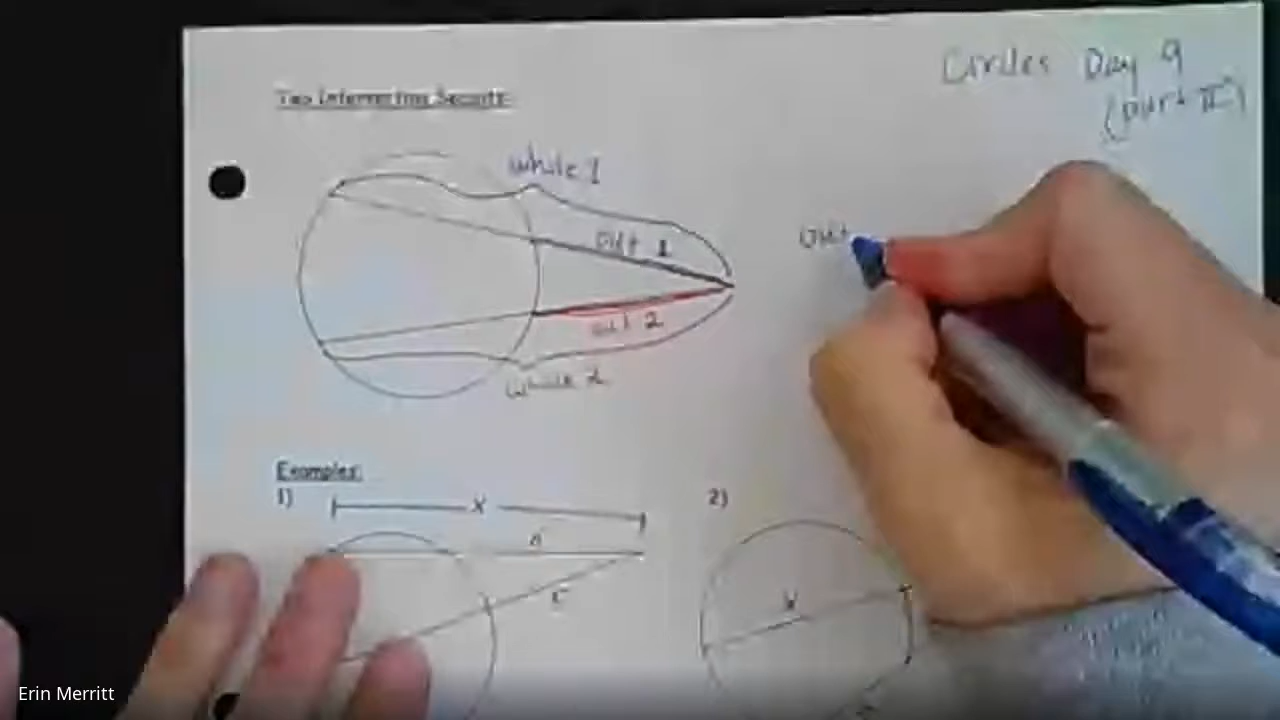 Circles Day 9
(part II)
Two Intersecting Secants
whole 1
out 1
out
out 2
whole 2
Examples:
1)
x
2)
x
Erin Merritt